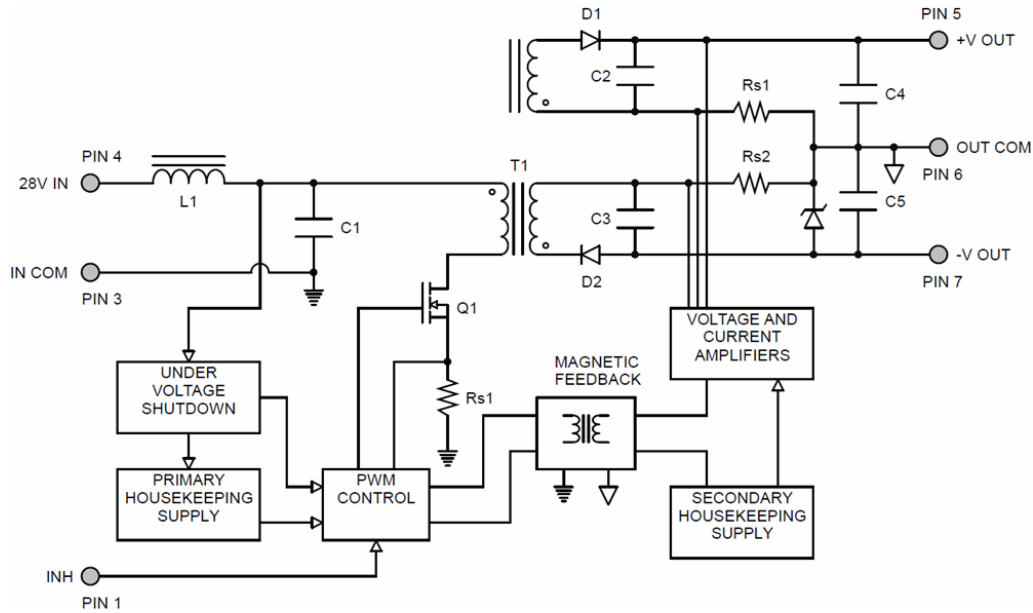 D1
PIN 5
+V OUT
C2
Rs1
C4
PIN 4
28V IN
L1
T1
OUT COM
PIN 6
Rs2
C1
C3
C5
IN COM
PIN 3
D2
-V OUT
PIN 7
Q1
VOLTAGE AND
CURRENT
AMPLIFIERS
UNDER
VOLTAGE
SHUTDOWN
Rs1
MAGNETIC
FEEDBACK
PRIMARY
HOUSEKEEPING
SUPPLY
PWM
CONTROL
SECONDARY
HOUSEKEEPING
SUPPLY
INH
PIN 1